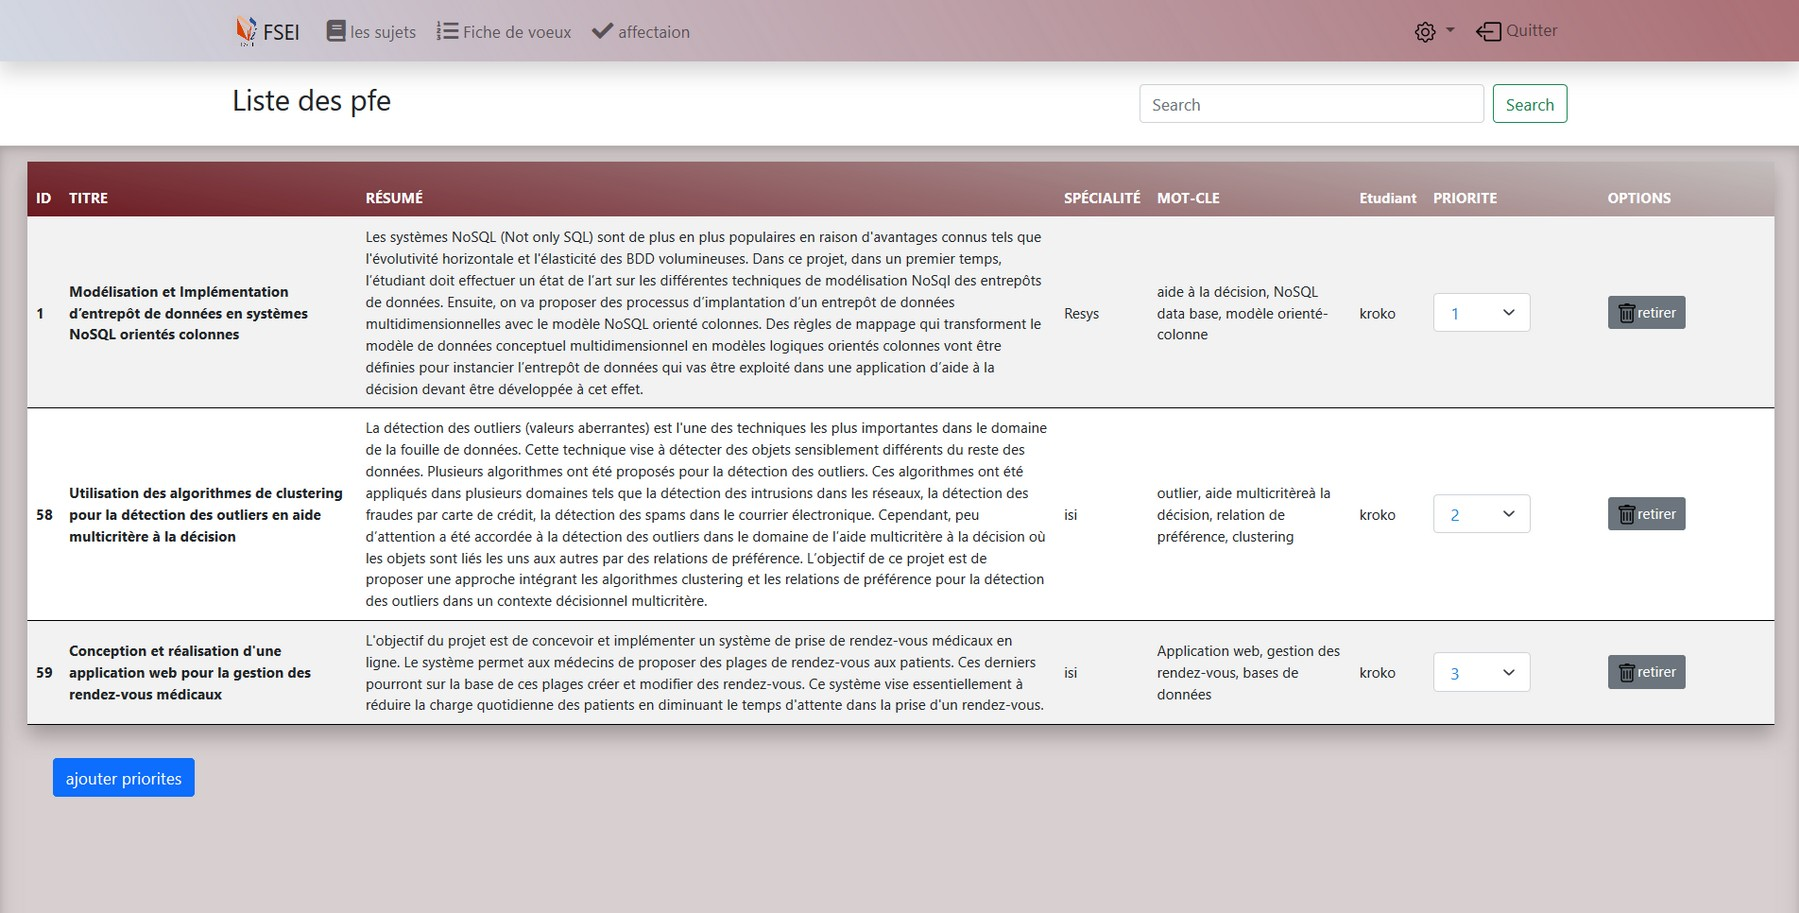 FSEI les sujets Fiche de voeux affectaion Quitter
Liste des pfe
Search Search
ID TITRE RÉSUMÉ SPÉCIALITÉ MOT-CLE Etudiant PRIORITE OPTIONS
1
Modélisation et Implémentation
d’entrepôt de données en systèmes
NoSQL orientés colonnes
Les systèmes NoSQL (Not only SQL) sont de plus en plus populaires en raison d'avantages connus tels que
l'évolutivité horizontale et l'élasticité des BDD volumineuses. Dans ce projet, dans un premier temps,
l’étudiant doit effectuer un état de l’art sur les différentes techniques de modélisation NoSql des entrepôts
de données. Ensuite, on va proposer des processus d’implantation d’un entrepôt de données
multidimensionnelles avec le modèle NoSQL orienté colonnes. Des règles de mappage qui transforment le
modèle de données conceptuel multidimensionnel en modèles logiques orientés colonnes vont être
définies pour instancier l’entrepôt de données qui vas être exploité dans une application d’aide à la
décision devant être développée à cet effet.
Resys
aide à la décision, NoSQL
data base, modèle orienté-
colonne
kroko
1
retirer
58
Utilisation des algorithmes de clustering
pour la détection des outliers en aide
multicritère à la décision
La détection des outliers (valeurs aberrantes) est l'une des techniques les plus importantes dans le domaine
de la fouille de données. Cette technique vise à détecter des objets sensiblement différents du reste des
données. Plusieurs algorithmes ont été proposés pour la détection des outliers. Ces algorithmes ont été
appliqués dans plusieurs domaines tels que la détection des intrusions dans les réseaux, la détection des
fraudes par carte de crédit, la détection des spams dans le courrier électronique. Cependant, peu
d’attention a été accordée à la détection des outliers dans le domaine de l’aide multicritère à la décision où
les objets sont liés les uns aux autres par des relations de préférence. L’objectif de ce projet est de
proposer une approche intégrant les algorithmes clustering et les relations de préférence pour la détection
des outliers dans un contexte décisionnel multicritère.
isi
outlier, aide multicritèreà la
décision, relation de
préférence, clustering
kroko
2
retirer
59
Conception et réalisation d'une
application web pour la gestion des
rendez-vous médicaux
L'objectif du projet est de concevoir et implémenter un système de prise de rendez-vous médicaux en
ligne. Le système permet aux médecins de proposer des plages de rendez-vous aux patients. Ces derniers
pourront sur la base de ces plages créer et modifier des rendez-vous. Ce système vise essentiellement à
réduire la charge quotidienne des patients en diminuant le temps d'attente dans la prise d'un rendez-vous.
isi
Application web, gestion des
rendez-vous, bases de
données
kroko
3
retirer
ajouter priorites